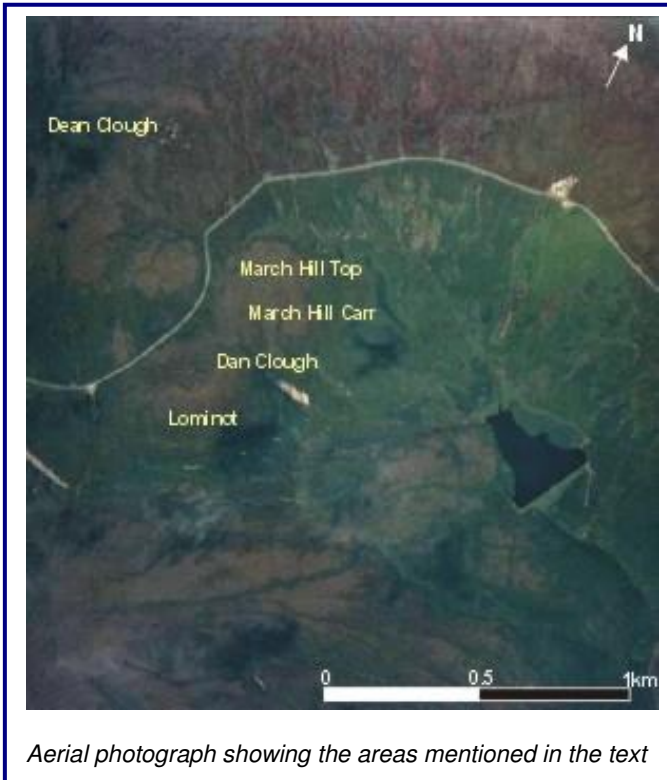 N
Dean Clough
March Hill Top
March Hill Carr
Dan Clough
Lominot
0 0.5 1km
Aerial photograph showing the areas mentioned in the text